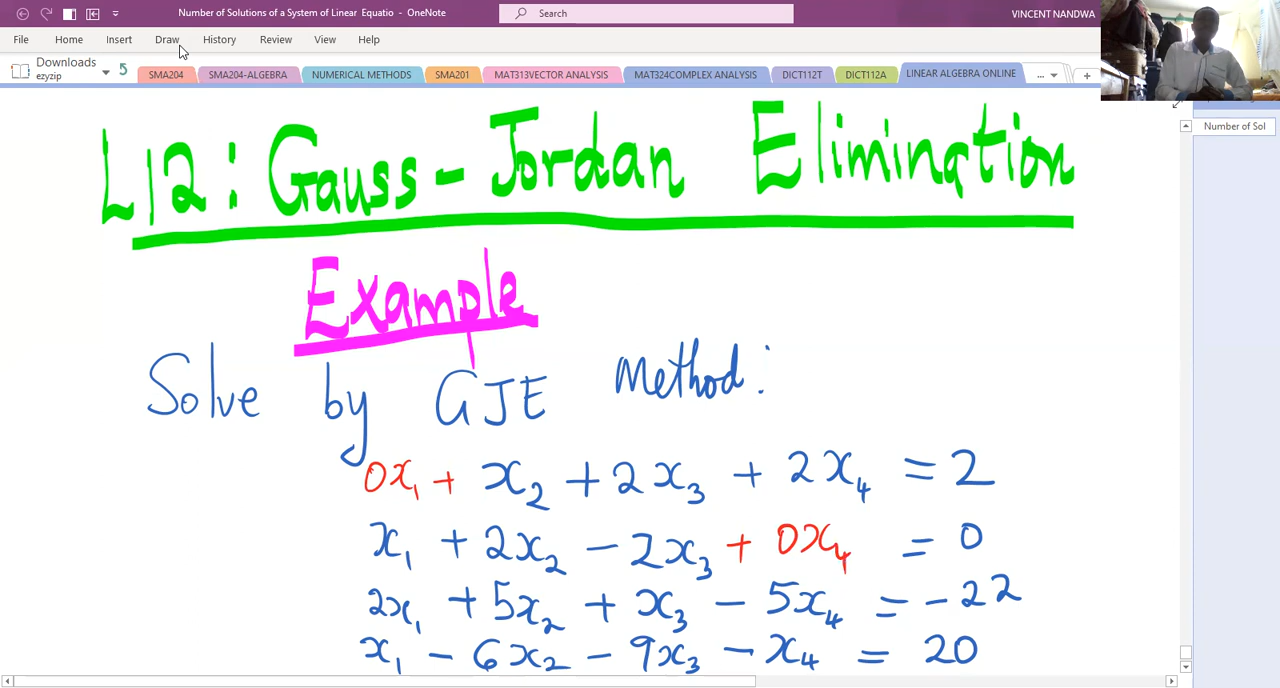 Number of Solutions of a System of Linear Equatio - OneNote
Search
VINCENT NANDWA
File Home Insert Draw History Review View Help
Downloads
ezyzip
SMA204 SMA204-ALGEBRA NUMERICAL METHODS SMA201 MAT313VECTOR ANALYSIS MAT324COMPLEX ANALYSIS DICT112T DICT112A LINEAR ALGEBRA ONLINE ... +
Number of Sol
L12: Gauss - Jordan Elimination
Example
Solve by GJE Method:
0x₁ + x₂ + 2x₃ + 2x₄ = 2
x₁ + 2x₂ - 2x₃ + 0x₄ = 0
2x₁ + 5x₂ + x₃ - 5x₄ = -22
x₁ - 6x₂ - 9x₃ - x₄ = 20